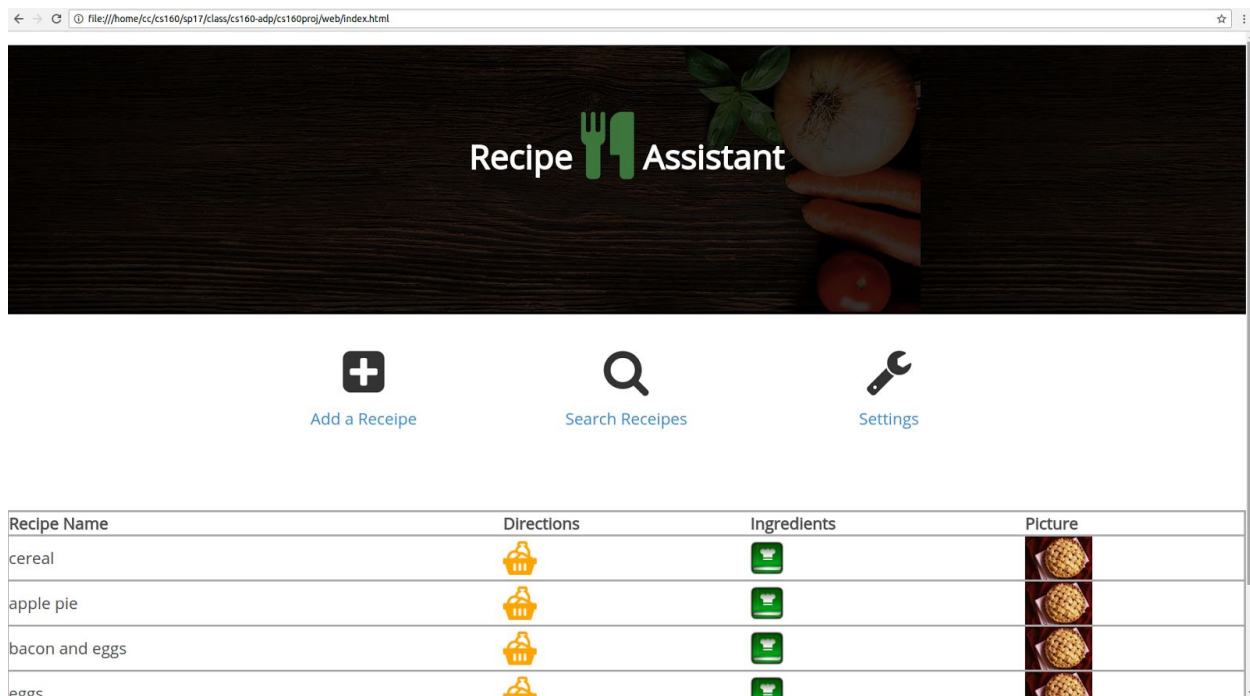 file:///home/cc/cs160/sp17/class/cs160-adp/cs160proj/web/index.html
Recipe Assistant
Add a Receipe Search Receipes Settings
Recipe Name Directions Ingredients Picture
cereal
apple pie
bacon and eggs
eggs